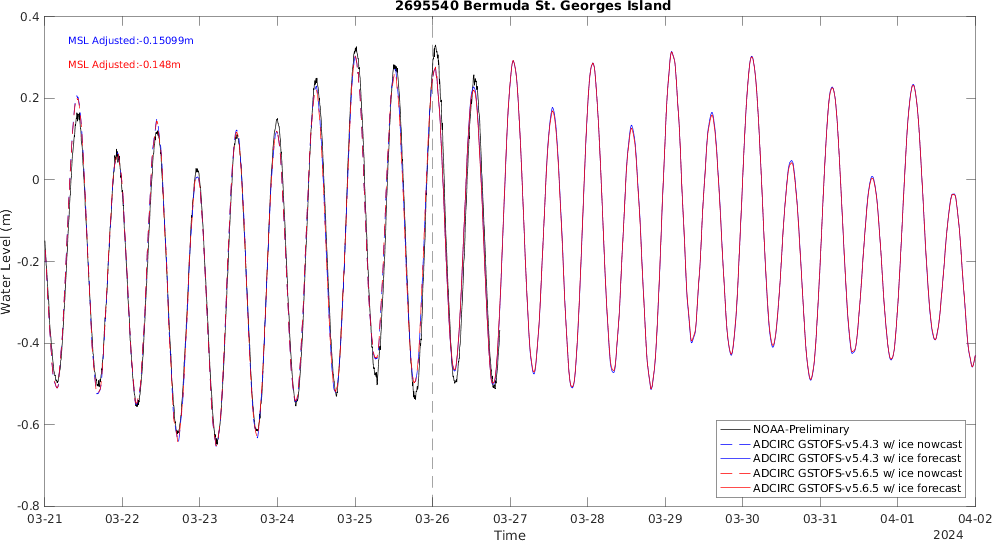 2695540 Bermuda St. Georges Island
MSL Adjusted:-0.15099m
MSL Adjusted:-0.148m
Water Level (m)
0.4
0.2
0
-0.2
-0.4
-0.6
-0.8
NOAA-Preliminary
ADCIRC GSTOFS-v5.4.3 w/ ice nowcast
ADCIRC GSTOFS-v5.4.3 w/ ice forecast
ADCIRC GSTOFS-v5.6.5 w/ ice nowcast
ADCIRC GSTOFS-v5.6.5 w/ ice forecast
03-21 03-22 03-23 03-24 03-25 03-26 03-27 03-28 03-29 03-30 03-31 04-01 04-02
Time
2024